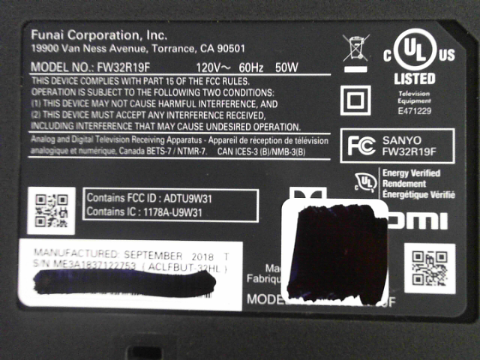 Funai Corporation, Inc.
19900 Van Ness Avenue, Torrance, CA 90501
MODEL NO.: FW32R19F 120V~ 60Hz 50W
THIS DEVICE COMPLIES WITH PART 15 OF THE FCC RULES.
OPERATION IS SUBJECT TO THE FOLLOWING TWO CONDITIONS:
(1) THIS DEVICE MAY NOT CAUSE HARMFUL INTERFERENCE, AND
(2) THIS DEVICE MUST ACCEPT ANY INTERFERENCE RECEIVED,
INCLUDING INTERFERENCE THAT MAY CAUSE UNDESIRED OPERATION.
Analog and Digital Television Receiving Apparatus - Appareil de réception de télévision
analogique et numérique, Canada BETS-7 / NTMR-7. CAN ICES-3 (B)/NMB-3(B)
c UL US
LISTED
Television
Equipment
E471229
FC SANYO
FW32R19F
Energy Verified
Rendement
Énergétique Vérifié
Contains FCC ID : ADTU9W31
Contains IC : 1178A-U9W31
MANUFACTURED: SEPTEMBER 2018 T
S/N ME3A1837122753 ( ACLFBUT 32HL )